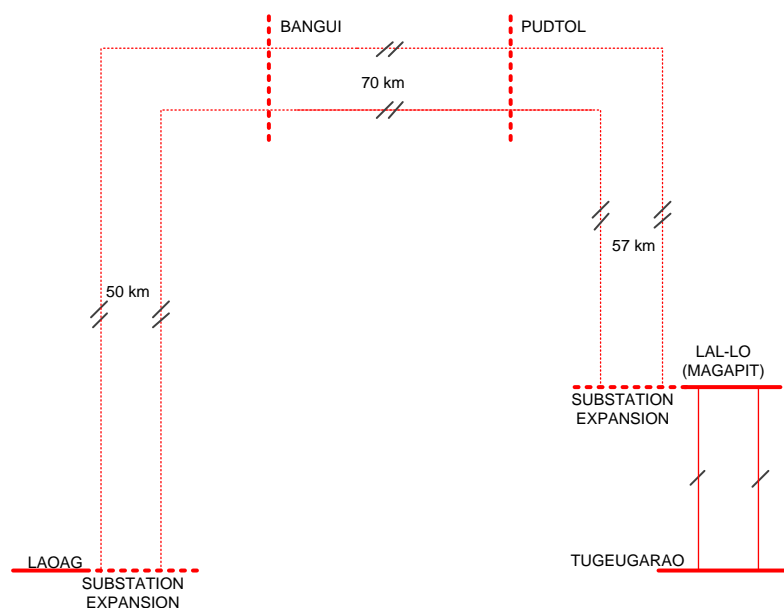 BANGUI
PUDTOL
70 km
57 km
50 km
LAL-LO
(MAGAPIT)
SUBSTATION
EXPANSION
LAOAG
SUBSTATION
EXPANSION
TUGEUGARAO